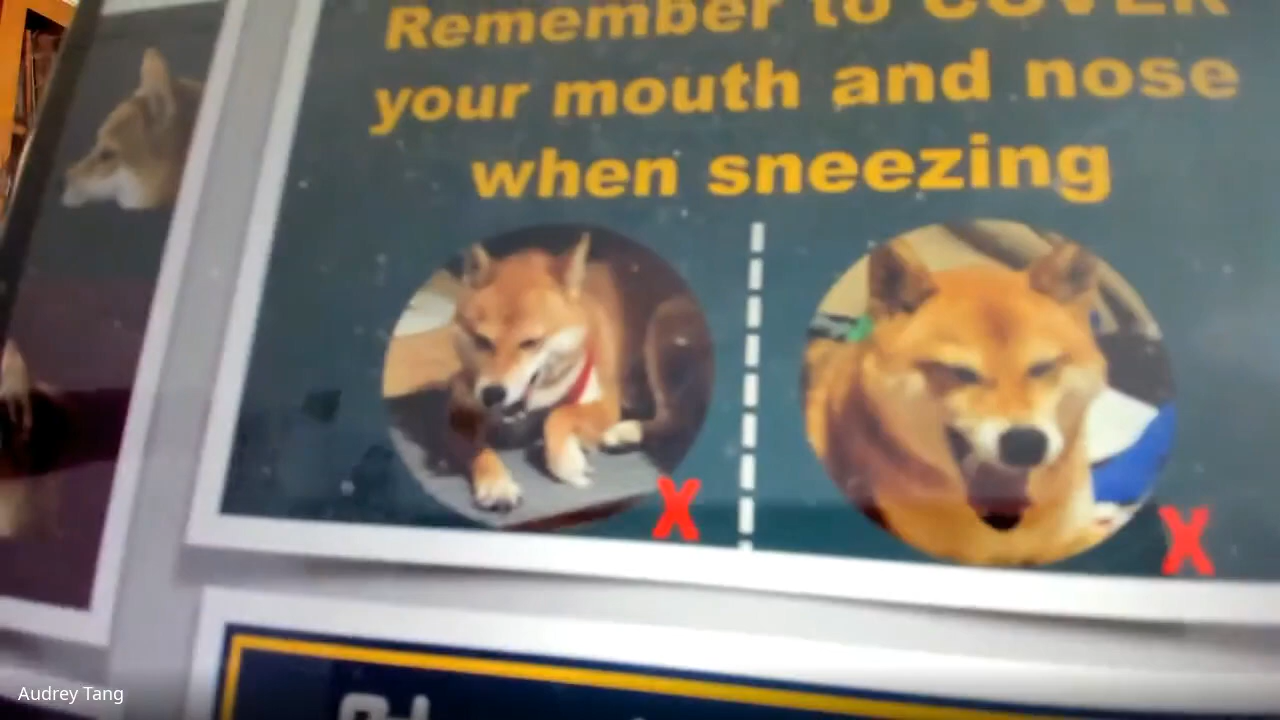 Remember to COVER
your mouth and nose
when sneezing
X
X
Audrey Tang